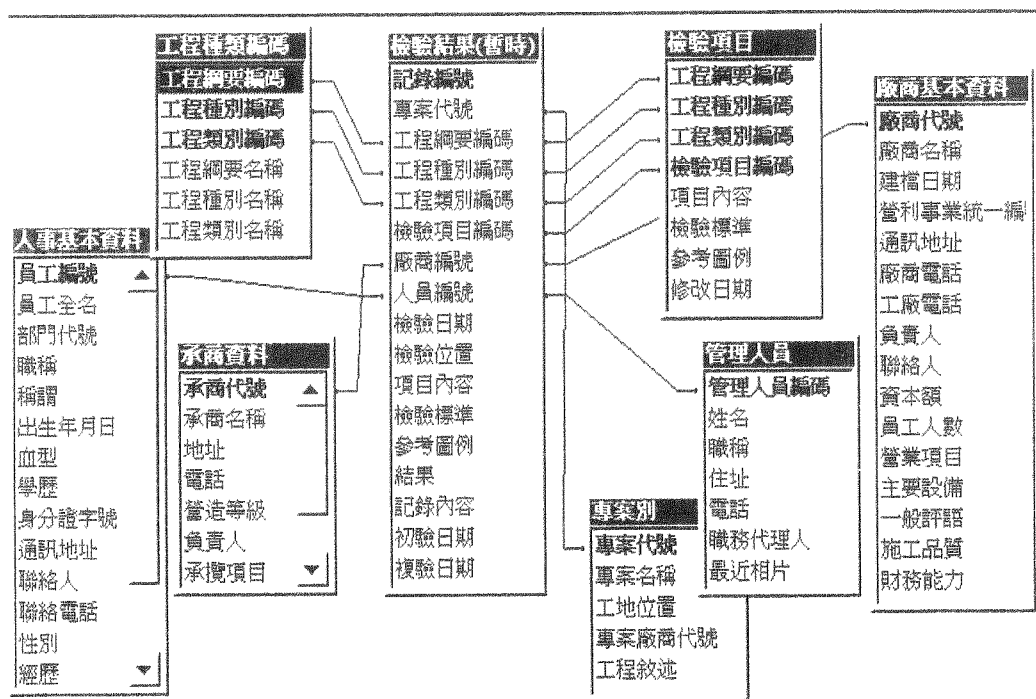 工程種類編碼
工程綱要編碼
工程種別編碼
工程類別編碼
工程綱要名稱
工程種別名稱
工程類別名稱
人事基本資料
員工編號
員工全名
部門代號
職稱
稱謂
出生年月日
血型
學歷
身分證字號
通訊地址
聯絡人
聯絡電話
性別
經歷
承商資料
承商代號
承商名稱
地址
電話
營造等級
負責人
承攬項目
檢驗結果(暫時)
記錄編號
專案代號
工程綱要編碼
工程種別編碼
工程類別編碼
檢驗項目編碼
廠商編號
人員編號
檢驗日期
檢驗位置
項目內容
檢驗標準
參考圖例
結果
記錄內容
初驗日期
複驗日期
檢驗項目
工程綱要編碼
工程種別編碼
工程類別編碼
檢驗項目編碼
項目內容
檢驗標準
參考圖例
修改日期
專案別
專案代號
專案名稱
工地位置
專案廠商代號
工程敘述
管理人員
管理人員編碼
姓名
職稱
住址
電話
職務代理人
最近相片
廠商基本資料
廠商代號
廠商名稱
建檔日期
營利事業統一編
通訊地址
廠商電話
工廠電話
負責人
聯絡人
資本額
員工人數
營業項目
主要設備
一般評語
施工品質
財務能力